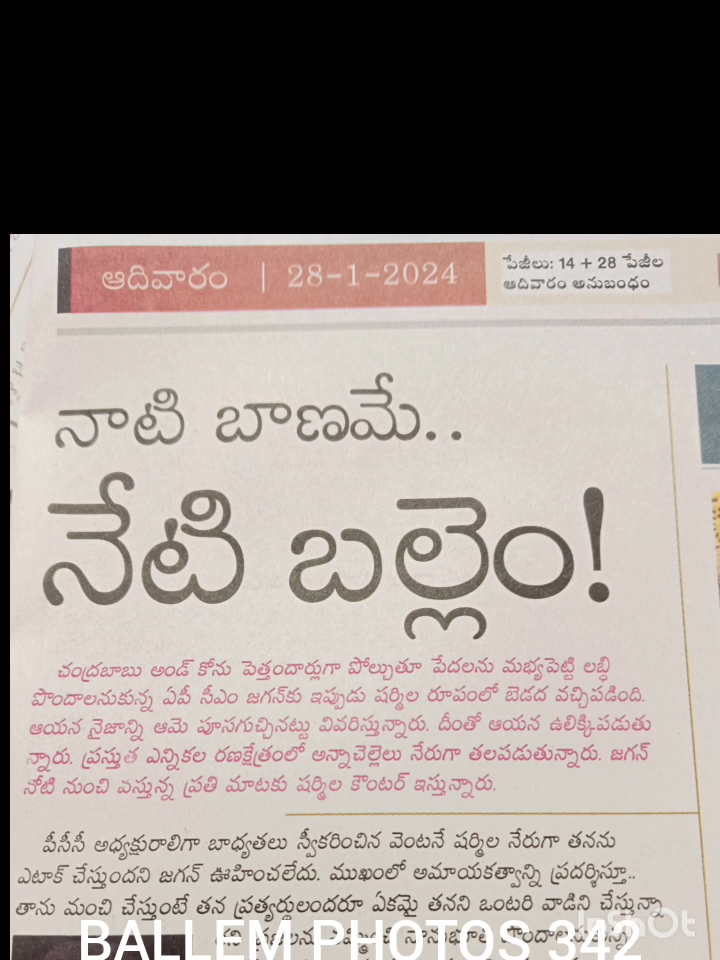 ఆదివారం | 28-1-2024
పేజీలు: 14 + 28 పేజీల
ఆదివారం అనుబంధం
నాటి బాణమే..
నేటి బల్లెం!
చంద్రబాబు అండ్ కోను పెత్తందార్లుగా పోల్చుతూ పేదలను మభ్యపెట్టి లబ్ధి
పొందాలనుకున్న ఏపీ సీఎం జగన్‌కు ఇప్పుడు షర్మిల రూపంలో బెడద వచ్చిపడింది.
ఆయన నైజాన్ని ఆమె పూసగుచ్చినట్టు వివరిస్తున్నారు. దీంతో ఆయన ఉలిక్కిపడుతు
న్నారు. ప్రస్తుత ఎన్నికల రణక్షేత్రంలో అన్నాచెల్లెలు నేరుగా తలపడుతున్నారు. జగన్
నోటి నుంచి వస్తున్న ప్రతి మాటకు షర్మిల కౌంటర్ ఇస్తున్నారు.
పీసీసీ అధ్యక్షురాలిగా బాధ్యతలు స్వీకరించిన వెంటనే షర్మిల నేరుగా తనను
ఎటాక్ చేస్తుందని జగన్ ఊహించలేదు. ముఖంలో అమాయకత్వాన్ని ప్రదర్శిస్తూ..
తాను మంచి చేస్తుంటే తన ప్రత్యర్థులందరూ ఏకమై తనని ఒంటరి వాడిని చేస్తున్నా
InShot
BALLEM PHOTOS 342